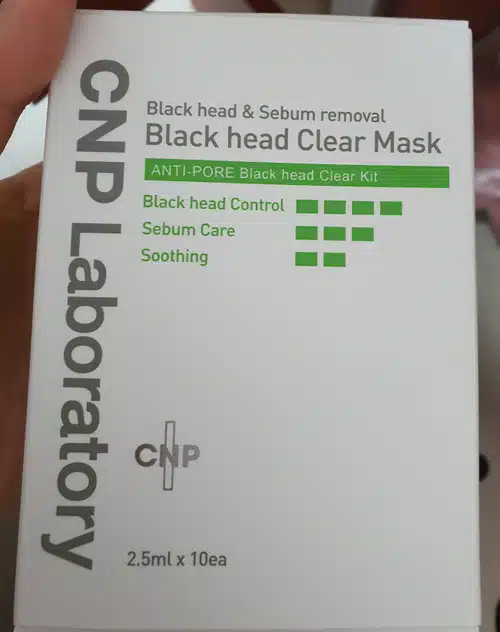 CNP Laboratory
Black head & Sebum removal
Black head Clear Mask
ANTI-PORE Black head Clear Kit
Black head Control
Sebum Care
Soothing
CNP
2.5ml x 10ea